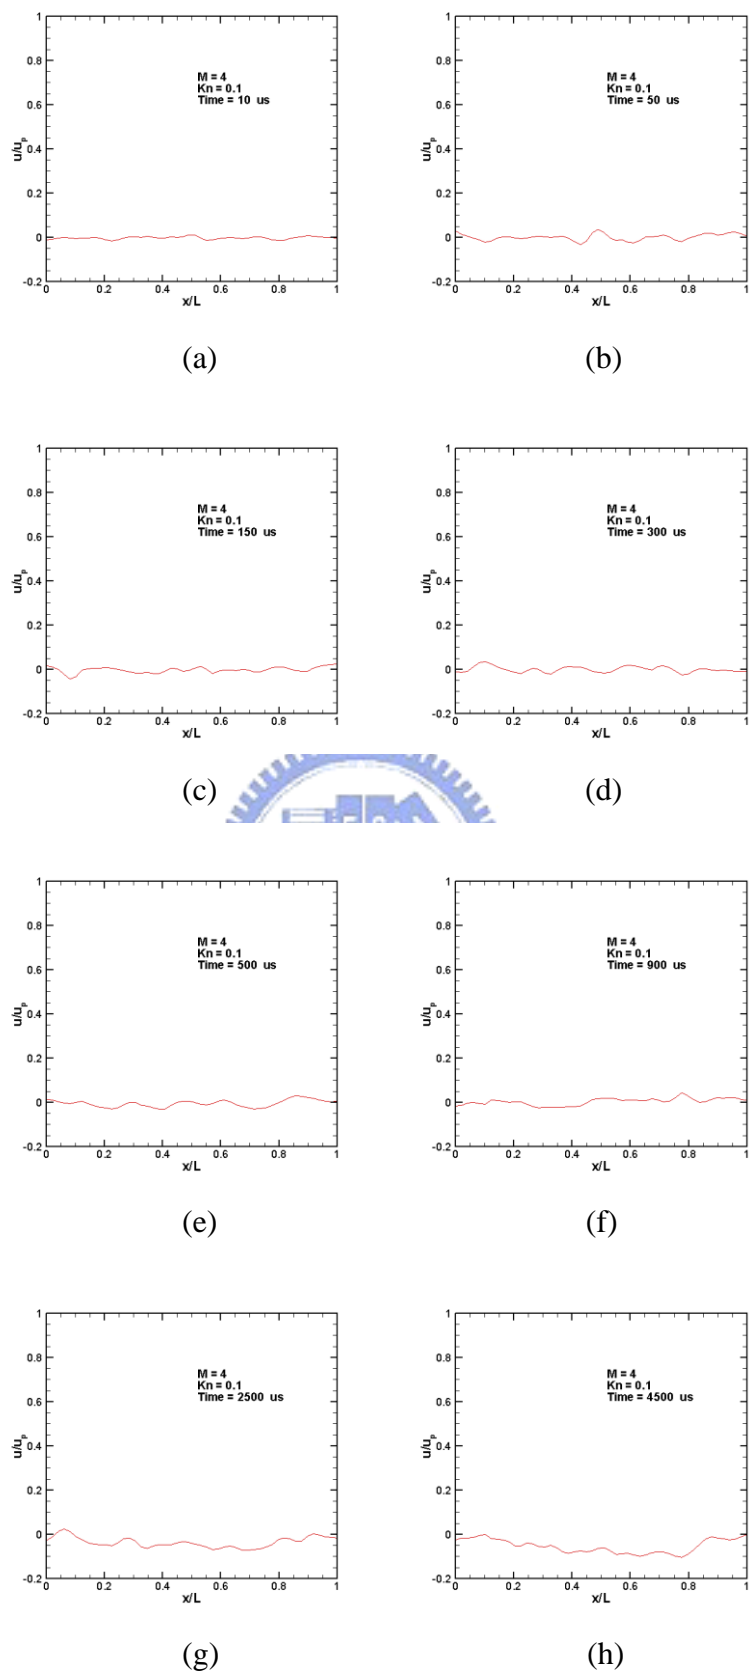 1 1
0.8 0.8
M = 4 M = 4
Kn = 0.1 Kn = 0.1
Time = 10 us Time = 50 us
0.6 0.6
u/up u/up
0.4 0.4
0.2 0.2
0 0
-0.2 -0.2
0 0.2 0.4 0.6 0.8 1 0 0.2 0.4 0.6 0.8 1
x/L x/L
(a) (b)
1 1
0.8 0.8
M = 4 M = 4
Kn = 0.1 Kn = 0.1
Time = 150 us Time = 300 us
0.6 0.6
u/up u/up
0.4 0.4
0.2 0.2
0 0
-0.2 -0.2
0 0.2 0.4 0.6 0.8 1 0 0.2 0.4 0.6 0.8 1
x/L x/L
(c) (d)
1 1
0.8 0.8
M = 4 M = 4
Kn = 0.1 Kn = 0.1
Time = 500 us Time = 900 us
0.6 0.6
u/up u/up
0.4 0.4
0.2 0.2
0 0
-0.2 -0.2
0 0.2 0.4 0.6 0.8 1 0 0.2 0.4 0.6 0.8 1
x/L x/L
(e) (f)
1 1
0.8 0.8
M = 4 M = 4
Kn = 0.1 Kn = 0.1
Time = 2500 us Time = 4500 us
0.6 0.6
u/up u/up
0.4 0.4
0.2 0.2
0 0
-0.2 -0.2
0 0.2 0.4 0.6 0.8 1 0 0.2 0.4 0.6 0.8 1
x/L x/L
(g) (h)